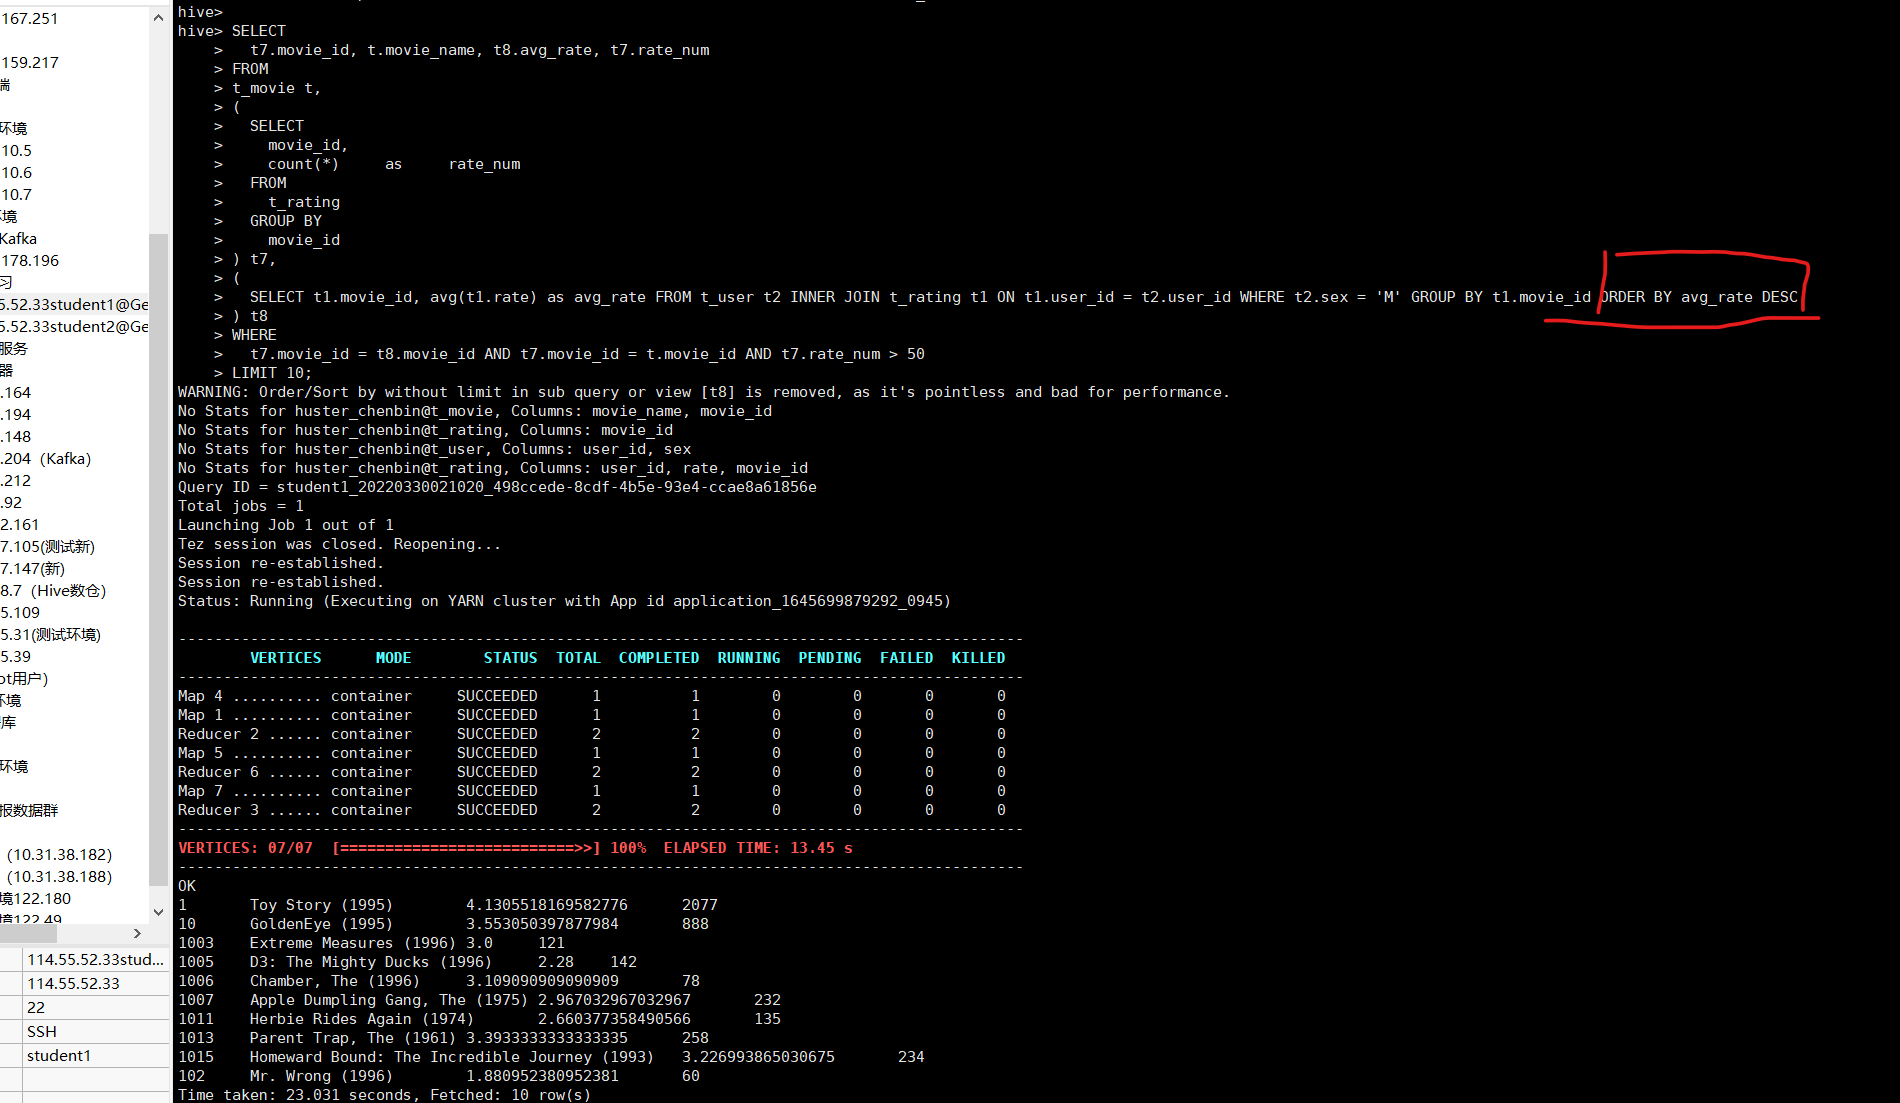 167.251
159.217
端
环境
10.5
10.6
10.7
环境
Kafka
178.196
习
5.52.33student1@Ge
5.52.33student2@Ge
服务
器
.164
.194
.148
.204（Kafka）
.212
.92
2.161
7.105(测试新)
7.147(新)
8.7（Hive数仓）
5.109
5.31(测试环境)
5.39
ot用户)
环境
库
环境
报数据群
（10.31.38.182）
（10.31.38.188）
境122.180
境122.49
114.55.52.33stud...
114.55.52.33
22
SSH
student1
hive>
hive> SELECT
    >   t7.movie_id, t.movie_name, t8.avg_rate, t7.rate_num
    > FROM
    > t_movie t,
    > (
    >   SELECT
    >     movie_id,
    >     count(*)     as     rate_num
    >   FROM
    >     t_rating
    >   GROUP BY
    >     movie_id
    > ) t7,
    > (
    >   SELECT t1.movie_id, avg(t1.rate) as avg_rate FROM t_user t2 INNER JOIN t_rating t1 ON t1.user_id = t2.user_id WHERE t2.sex = 'M' GROUP BY t1.movie_id ORDER BY avg_rate DESC
    > ) t8
    > WHERE
    >   t7.movie_id = t8.movie_id AND t7.movie_id = t.movie_id AND t7.rate_num > 50
    > LIMIT 10;
WARNING: Order/Sort by without limit in sub query or view [t8] is removed, as it's pointless and bad for performance.
No Stats for huster_chenbin@t_movie, Columns: movie_name, movie_id
No Stats for huster_chenbin@t_rating, Columns: movie_id
No Stats for huster_chenbin@t_user, Columns: user_id, sex
No Stats for huster_chenbin@t_rating, Columns: user_id, rate, movie_id
Query ID = student1_20220330021020_498ccede-8cdf-4b5e-93e4-ccae8a61856e
Total jobs = 1
Launching Job 1 out of 1
Tez session was closed. Reopening...
Session re-established.
Session re-established.
Status: Running (Executing on YARN cluster with App id application_1645699879292_0945)
----------------------------------------------------------------------------------------------
        VERTICES      MODE        STATUS  TOTAL  COMPLETED  RUNNING  PENDING  FAILED  KILLED
----------------------------------------------------------------------------------------------
Map 4 .......... container     SUCCEEDED      1          1        0        0       0       0
Map 1 .......... container     SUCCEEDED      1          1        0        0       0       0
Reducer 2 ...... container     SUCCEEDED      2          2        0        0       0       0
Map 5 .......... container     SUCCEEDED      1          1        0        0       0       0
Reducer 6 ...... container     SUCCEEDED      2          2        0        0       0       0
Map 7 .......... container     SUCCEEDED      1          1        0        0       0       0
Reducer 3 ...... container     SUCCEEDED      2          2        0        0       0       0
----------------------------------------------------------------------------------------------
VERTICES: 07/07  [==========================>>] 100%  ELAPSED TIME: 13.45 s
----------------------------------------------------------------------------------------------
OK
1       Toy Story (1995)        4.1305518169582776      2077
10      GoldenEye (1995)        3.553050397877984       888
1003    Extreme Measures (1996) 3.0     121
1005    D3: The Mighty Ducks (1996)     2.28    142
1006    Chamber, The (1996)     3.109090909090909       78
1007    Apple Dumpling Gang, The (1975) 2.967032967032967       232
1011    Herbie Rides Again (1974)       2.660377358490566       135
1013    Parent Trap, The (1961) 3.3933333333333335      258
1015    Homeward Bound: The Incredible Journey (1993)   3.226993865030675       234
102     Mr. Wrong (1996)        1.880952380952381       60
Time taken: 23.031 seconds, Fetched: 10 row(s)